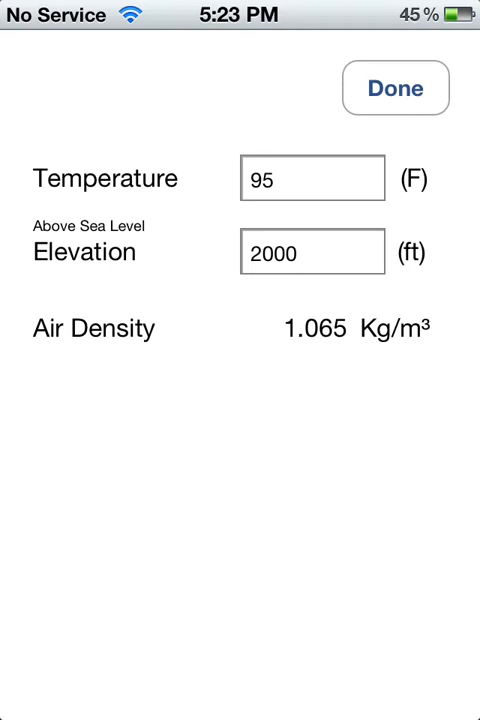 No Service 5:23 PM 45%
Done
Temperature 95 (F)
Above Sea Level
Elevation 2000 (ft)
Air Density 1.065 Kg/m³